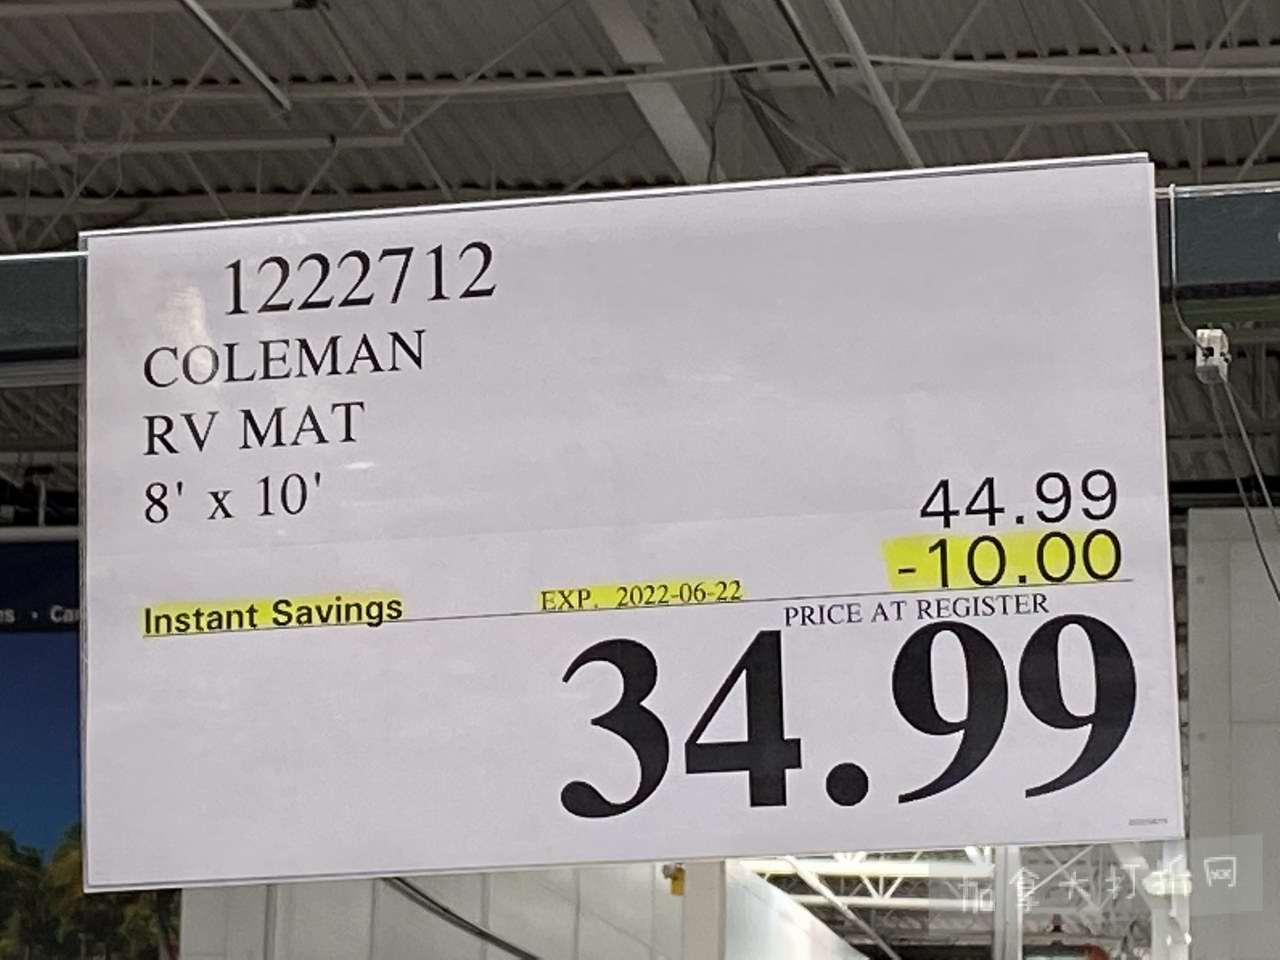 1222712
COLEMAN
RV MAT
8' x 10'
44.99
-10.00
Instant Savings EXP. 2022-06-22
PRICE AT REGISTER
34.99
加拿大打折网